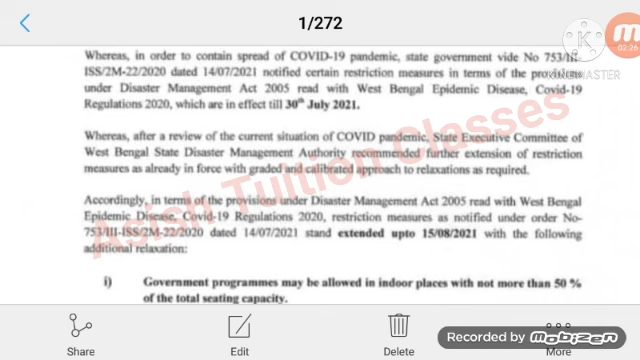 1/272
KINEMASTER
02:26
Whereas, in order to contain spread of COVID-19 pandemic, state government vide No 753/III-
ISS/2M-22/2020 dated 14/07/2021 notified certain restriction measures in terms of the provisions
under Disaster Management Act 2005 read with West Bengal Epidemic Disease, Covid-19
Regulations 2020, which are in effect till 30th July 2021.
Whereas, after a review of the current situation of COVID pandemic, State Executive Committee of
West Bengal State Disaster Management Authority recommended further extension of restriction
measures as already in force with graded and calibrated approach to relaxations as required.
Accordingly, in terms of the provisions under Disaster Management Act 2005 read with West Bengal
Epidemic Disease, Covid-19 Regulations 2020, restriction measures as notified under order No-
753/III-ISS/2M-22/2020 dated 14/07/2021 stand extended upto 15/08/2021 with the following
additional relaxation:
i) Government programmes may be allowed in indoor places with not more than 50 %
of the total seating capacity.
Asish Tuition Classes
Share
Edit
Delete
More
Recorded by
Mobizen